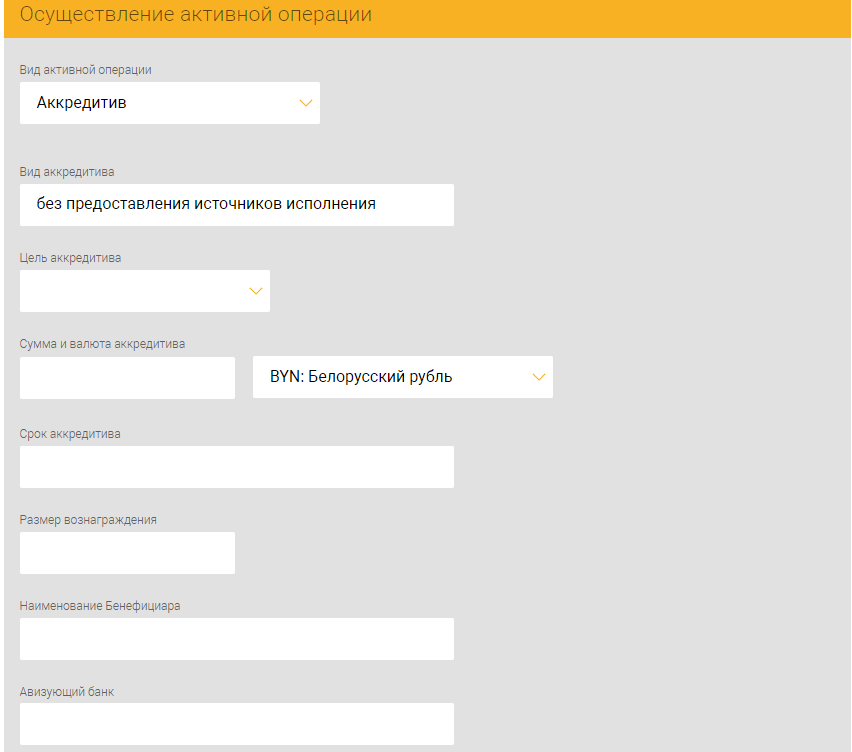 Осуществление активной операции
Вид активной операции
Аккредитив
Вид аккредитива
без предоставления источников исполнения
Цель аккредитива
Сумма и валюта аккредитива
BYN: Белорусский рубль
Срок аккредитива
Размер вознаграждения
Наименование Бенефициара
Авизующий банк